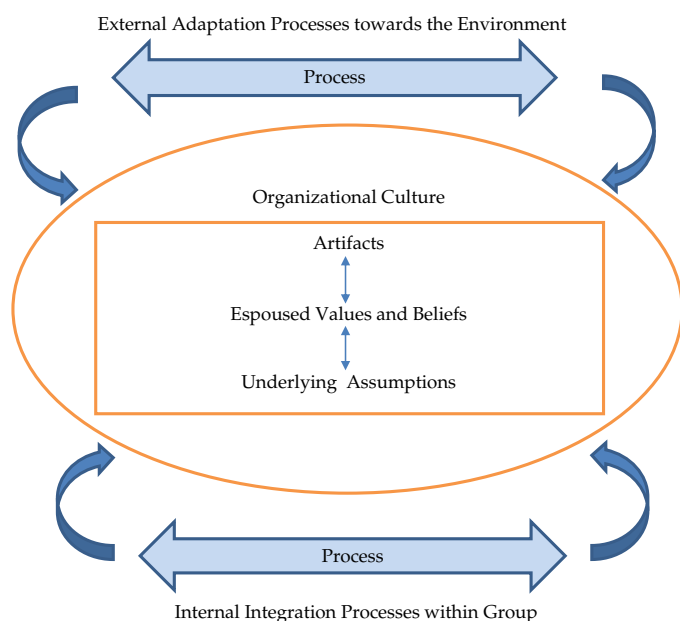 External Adaptation Processes towards the Environment
Process
Organizational Culture
Artifacts
Espoused Values and Beliefs
Underlying Assumptions
Process
Internal Integration Processes within Group